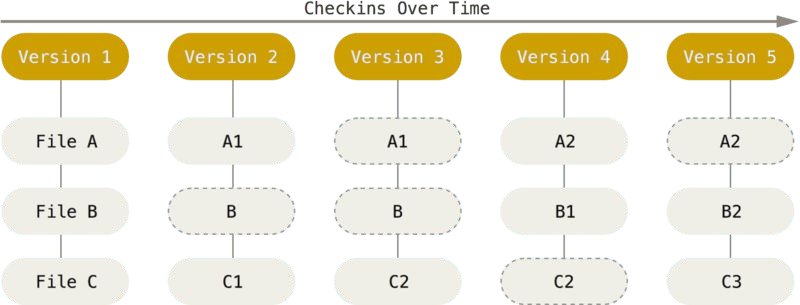 Checkins Over Time
Version 1 Version 2 Version 3 Version 4 Version 5
File A A1 A1 A2 A2
File B B B B1 B2
File C C1 C2 C2 C3